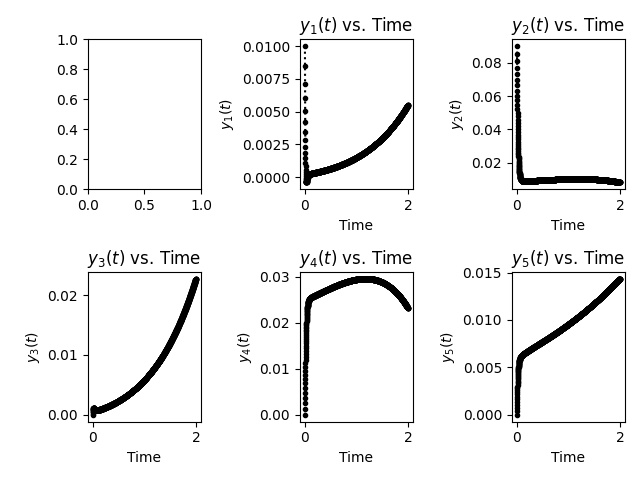 1.0
0.8
0.6
0.4
0.2
0.0
0.0 0.5 1.0
y₁(t) vs. Time
0.0100
0.0075
0.0050
0.0025
0.0000
y₁(t)
0 2
Time
y₂(t) vs. Time
0.08
0.06
0.04
0.02
y₂(t)
0 2
Time
y₃(t) vs. Time
0.02
0.01
0.00
y₃(t)
0 2
Time
y₄(t) vs. Time
0.03
0.02
0.01
0.00
y₄(t)
0 2
Time
y₅(t) vs. Time
0.015
0.010
0.005
0.000
y₅(t)
0 2
Time